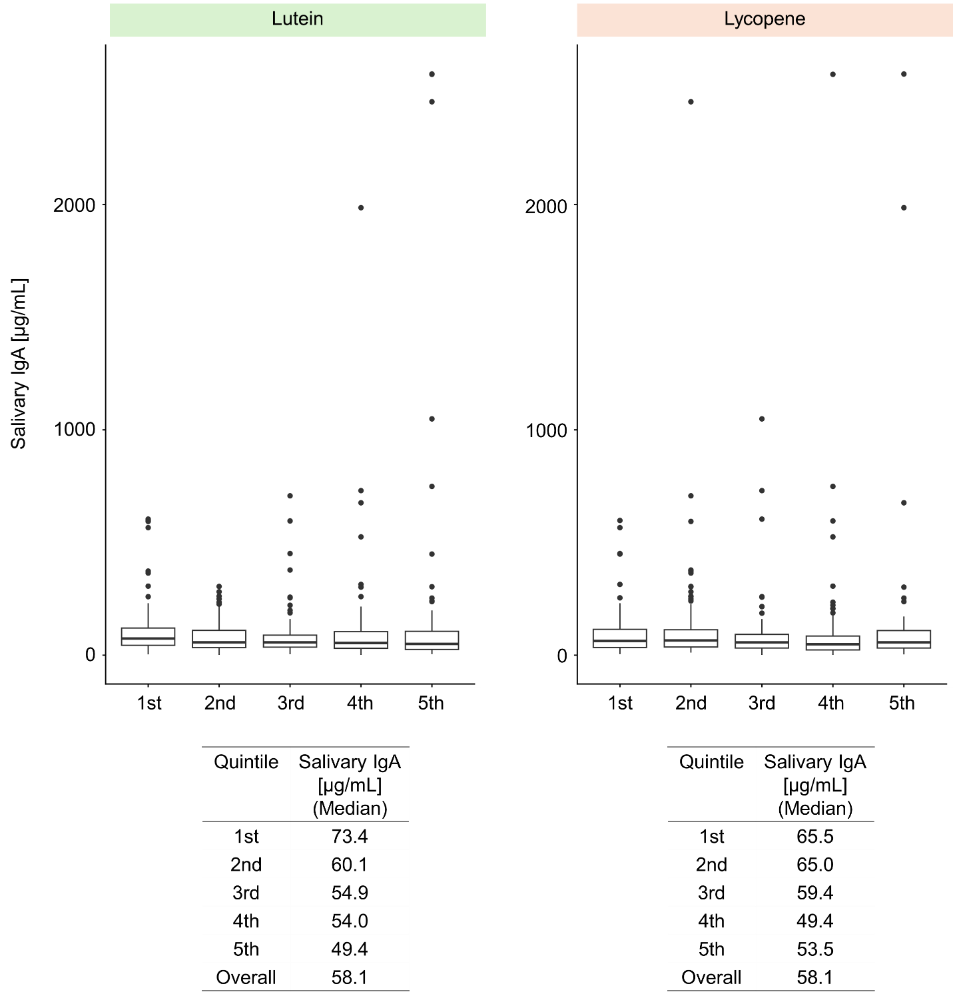 Lutein
Lycopene
Salivary IgA [µg/mL]
2000
1000
0
1st 2nd 3rd 4th 5th
2000
1000
0
1st 2nd 3rd 4th 5th
Quintile Salivary IgA
[µg/mL]
(Median)
1st 73.4
2nd 60.1
3rd 54.9
4th 54.0
5th 49.4
Overall 58.1
Quintile Salivary IgA
[µg/mL]
(Median)
1st 65.5
2nd 65.0
3rd 59.4
4th 49.4
5th 53.5
Overall 58.1